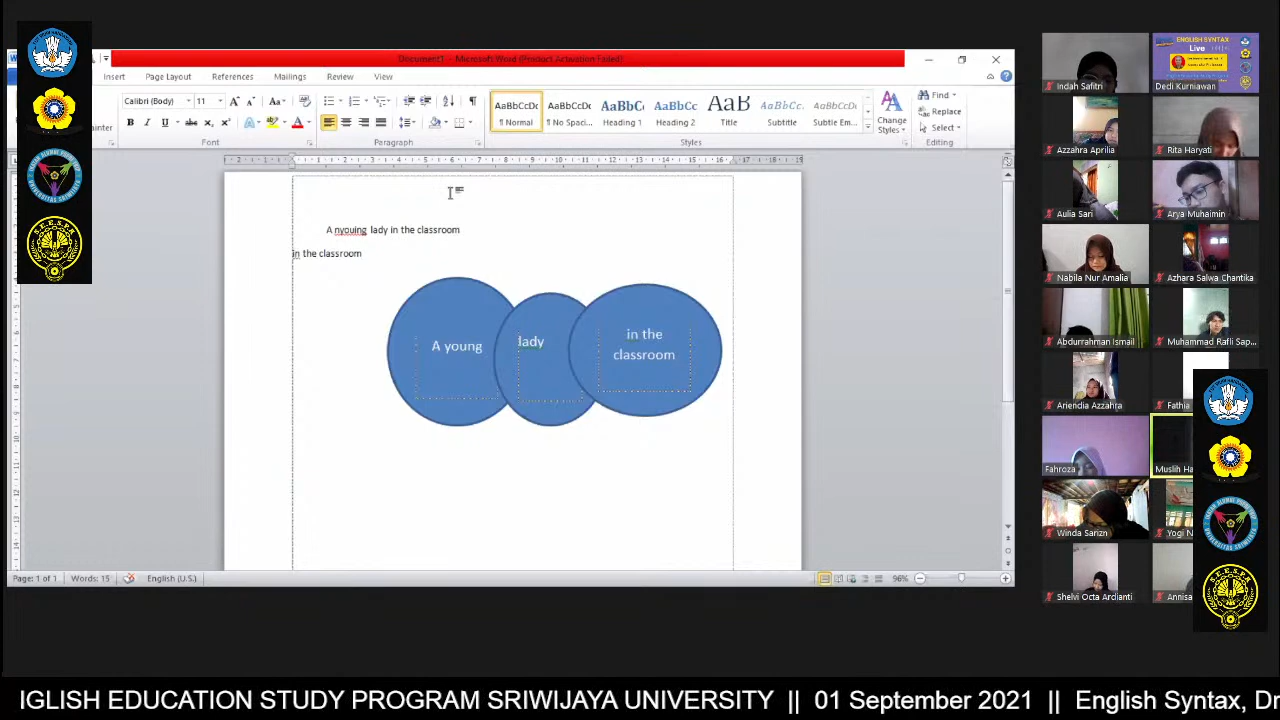 Document1 - Microsoft Word (Product Activation Failed)
Insert Page Layout References Mailings Review View
Calibri (Body) 11
Find
Replace
Select
Change Styles
AaBbCcDc AaBbCcDc AaBbC AaBbCc AaB AaBbCc. AaBbCcDc
¶ Normal ¶ No Spaci... Heading 1 Heading 2 Title Subtitle Subtle Em...
Font Paragraph Styles Editing
A nyouing lady in the classroom
in the classroom
A young
lady
in the
classroom
Page: 1 of 1 Words: 15 English (U.S.) 96%
ENGLISH SYNTAX
Live
Indah Safitri Dedi Kurniawan
Azzahra Aprilia Rita Haryati
Aulia Sari Arya Muhaimin
Nabila Nur Amalia Azhara Salwa Chantika
Abdurrahman Ismail Muhammad Rafli Sap...
Ariendia Azzahra Fathia
Fahroza Muslih Ha
Winda Sarizn Yogi N
Shelvi Octa Ardianti Annisa
IGLISH EDUCATION STUDY PROGRAM SRIWIJAYA UNIVERSITY || 01 September 2021 || English Syntax, Dr